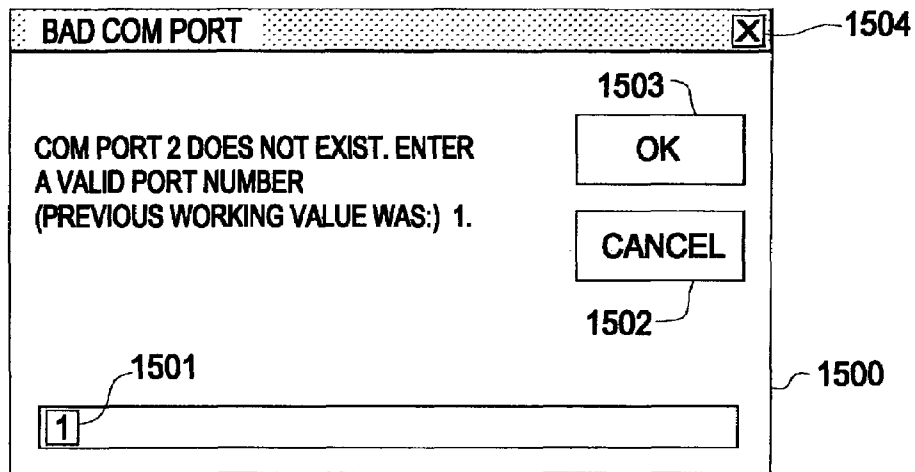 BAD COM PORT
X
1504
1503
COM PORT 2 DOES NOT EXIST. ENTER
A VALID PORT NUMBER
(PREVIOUS WORKING VALUE WAS:) 1.
OK
CANCEL
1502
1501
1500
1